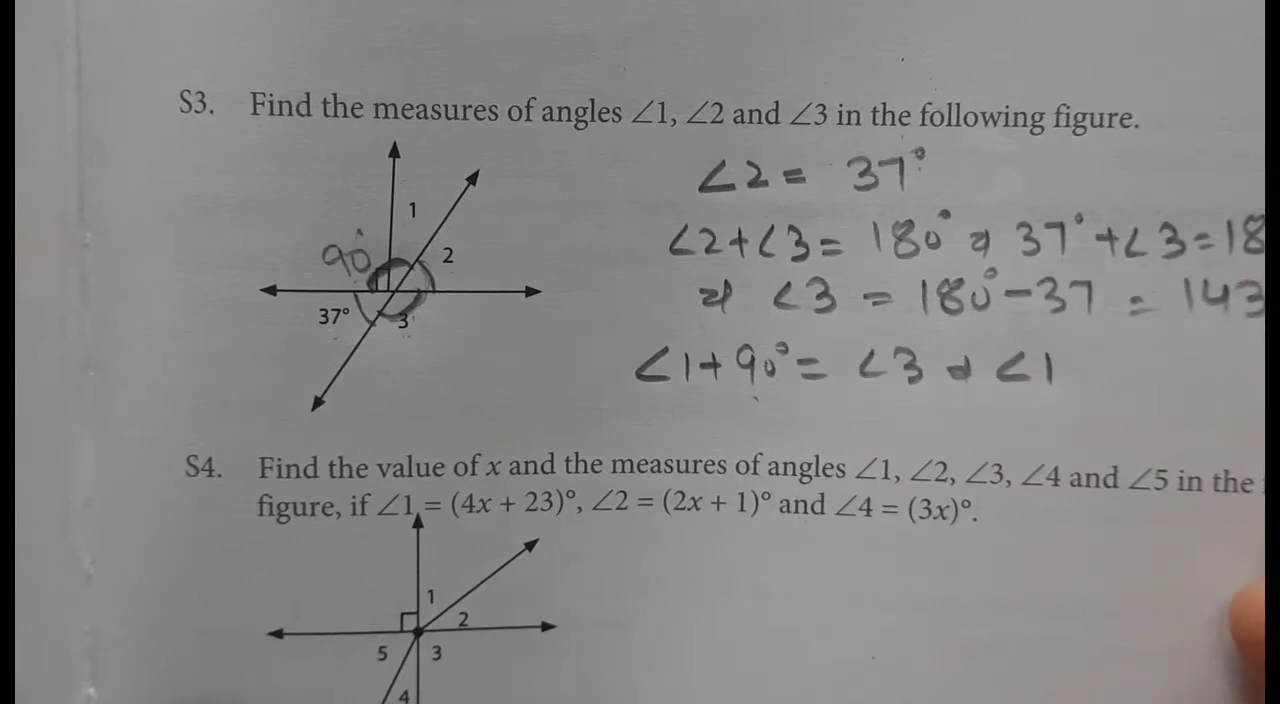 S3. Find the measures of angles ∠1, ∠2 and ∠3 in the following figure.
∠2 = 37°
1
90°
2
∠2+∠3 = 180° ⇒ 37° +∠3 = 18
37°
3
⇒ ∠3 = 180° - 37 = 143
∠1 + 90° = ∠3 ⇒ ∠1
S4. Find the value of x and the measures of angles ∠1, ∠2, ∠3, ∠4 and ∠5 in the
figure, if ∠1 = (4x + 23)°, ∠2 = (2x + 1)° and ∠4 = (3x)°.
1
2
5 3
4